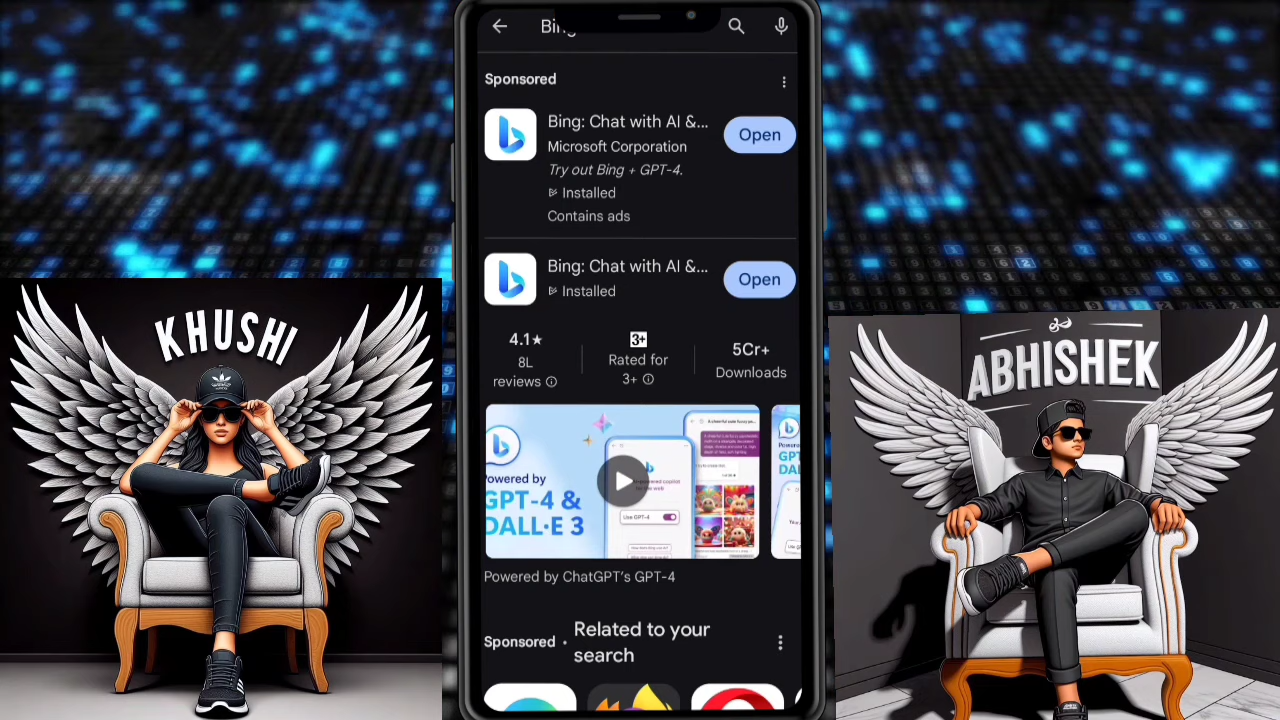 Bing
Sponsored
Bing: Chat with AI &...
Microsoft Corporation
Try out Bing + GPT-4.
Installed
Contains ads
Open
Bing: Chat with AI &...
Installed
Open
4.1★
8L
reviews
3+
Rated for
3+
5Cr+
Downloads
Powered by
GPT-4 &
DALL·E 3
Use GPT-4
Powered by ChatGPT's GPT-4
Sponsored · Related to your
search
KHUSHI
ABHISHEK